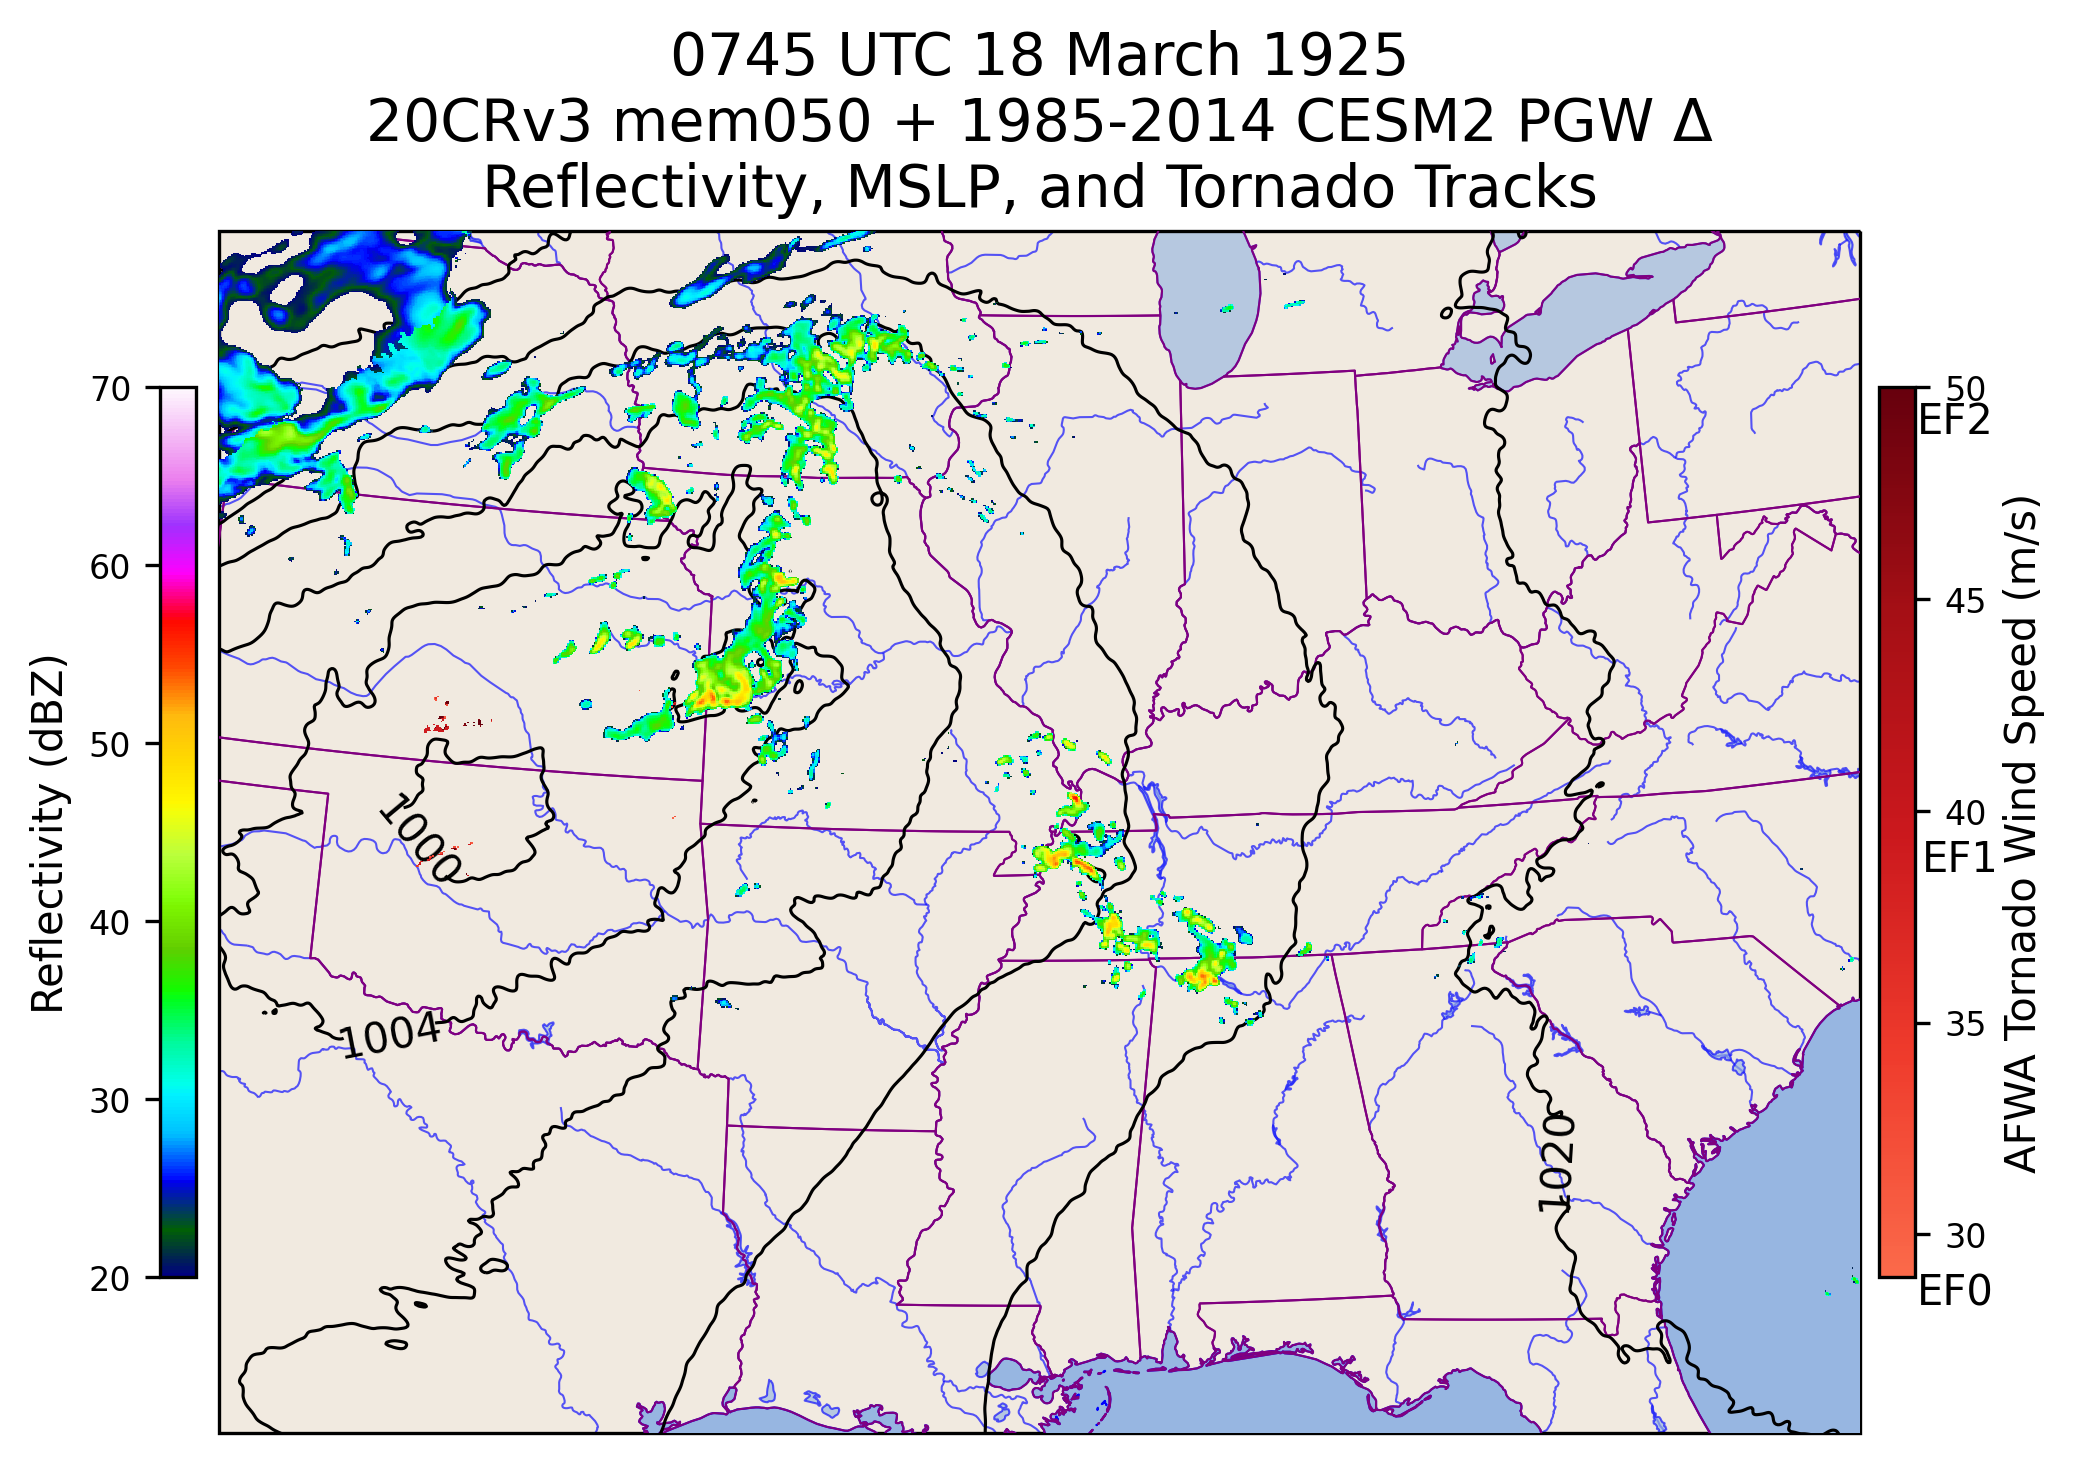 0745 UTC 18 March 1925
20CRv3 mem050 + 1985-2014 CESM2 PGW Δ
Reflectivity, MSLP, and Tornado Tracks
70
60
50
40
30
20
Reflectivity (dBZ)
1000
1004
1020
50
EF2
45
40
EF1
35
30
EF0
AFWA Tornado Wind Speed (m/s)